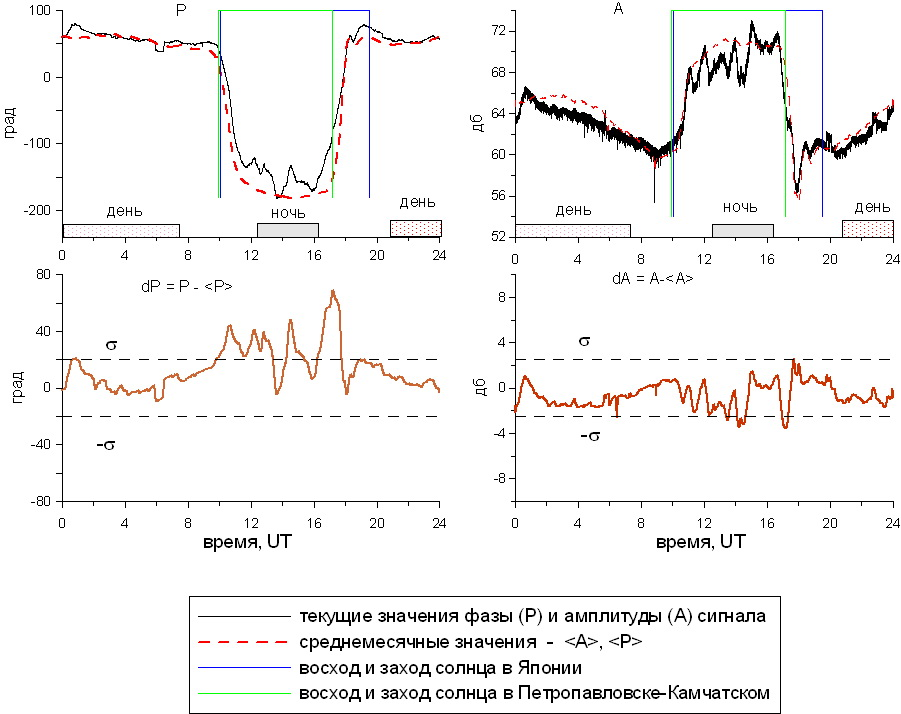 P
A
100
0
-100
-200
град
день
ночь
день
0 4 8 12 16 20 24
72
68
64
60
56
52
дб
день
ночь
день
0 4 8 12 16 20 24
80
40
0
-40
-80
град
dP = P - <P>
σ
-σ
0 4 8 12 16 20 24
время, UT
8
4
0
-4
-8
дб
dA = A-<A>
σ
-σ
0 4 8 12 16 20 24
время, UT
текущие значения фазы (P) и амплитуды (A) сигнала
среднемесячные значения - <A>, <P>
восход и заход солнца в Японии
восход и заход солнца в Петропавловске-Камчатском